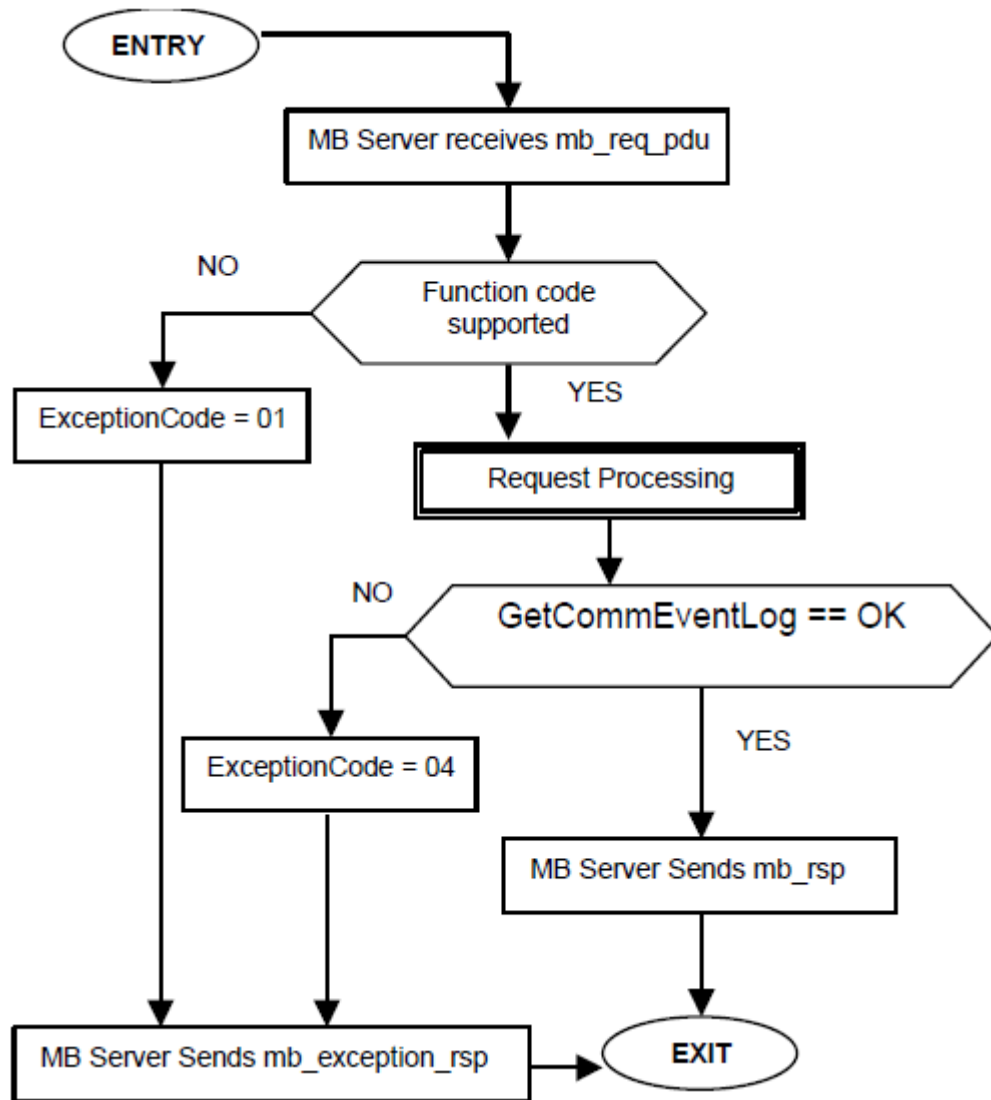 ENTRY
MB Server receives mb_req_pdu
NO
Function code
supported
YES
ExceptionCode = 01
Request Processing
NO
GetCommEventLog == OK
YES
ExceptionCode = 04
MB Server Sends mb_rsp
MB Server Sends mb_exception_rsp
EXIT